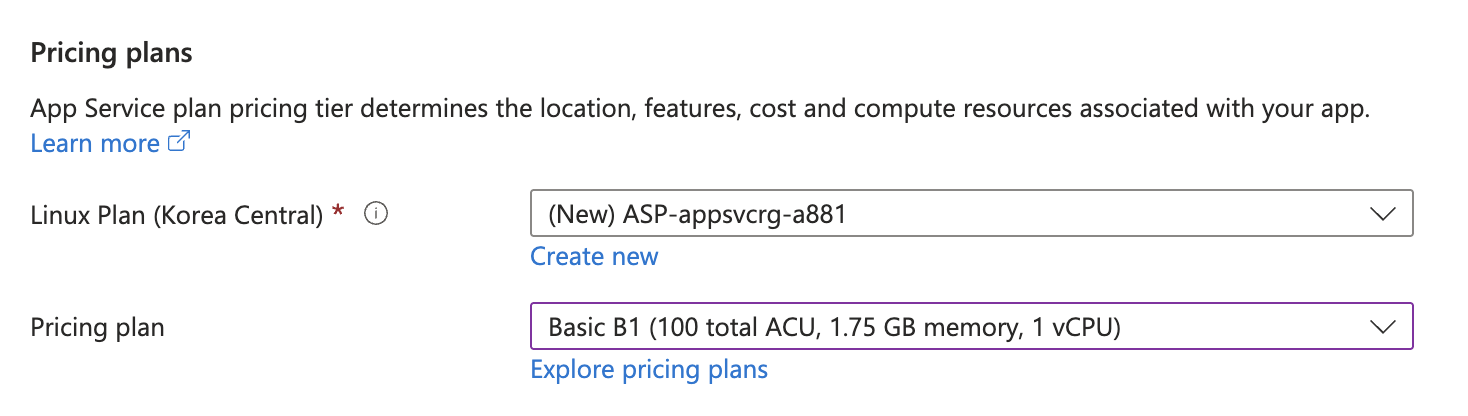 Pricing plans
App Service plan pricing tier determines the location, features, cost and compute resources associated with your app.
Learn more
Linux Plan (Korea Central) *
(New) ASP-appsvcrg-a881
Create new
Pricing plan
Basic B1 (100 total ACU, 1.75 GB memory, 1 vCPU)
Explore pricing plans